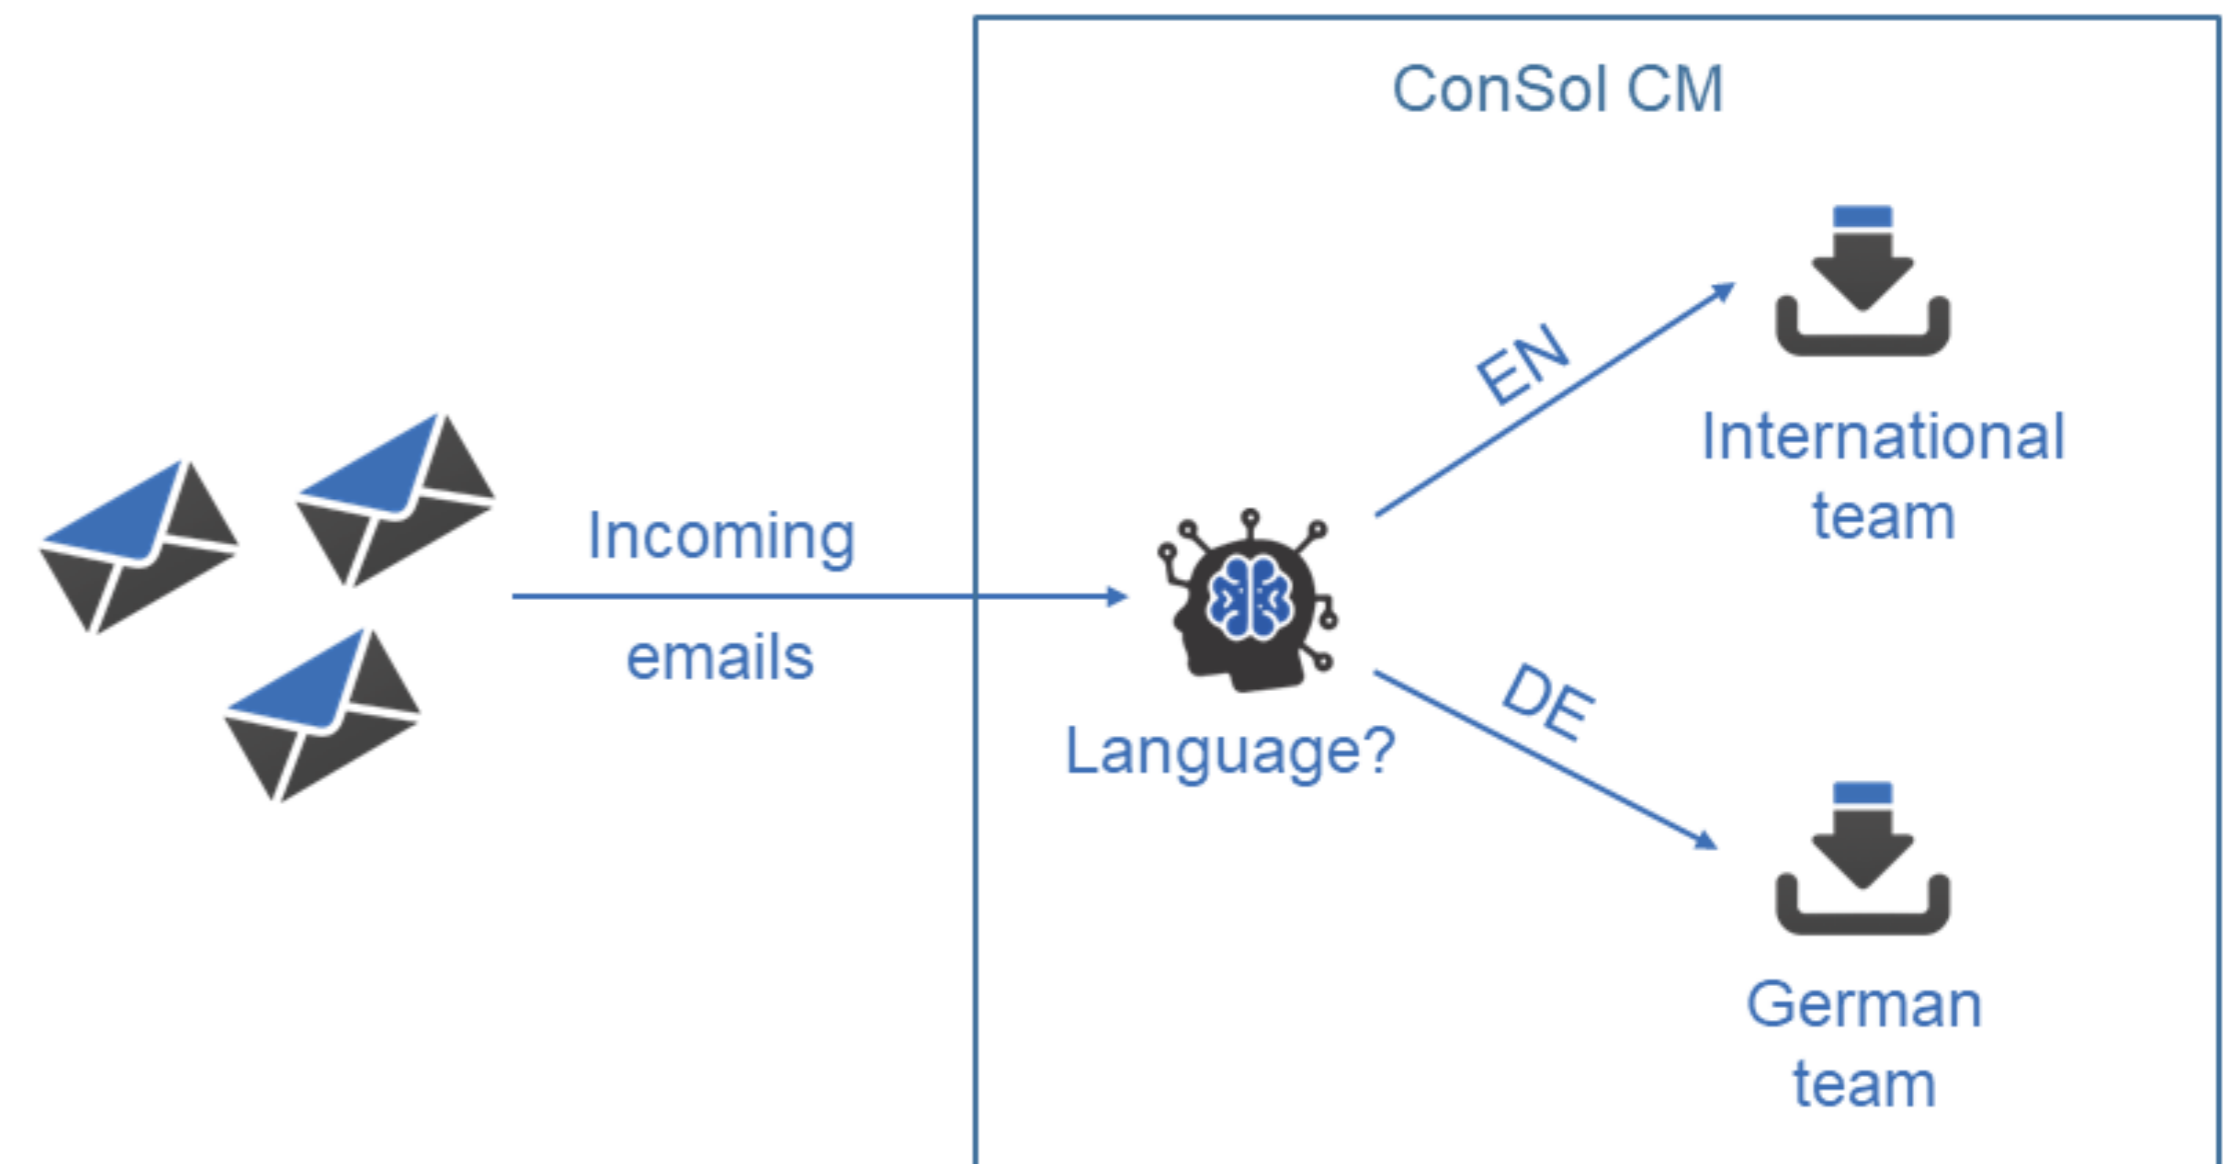 ConSol CM
EN
International
team
Incoming
emails
Language?
DE
German
team